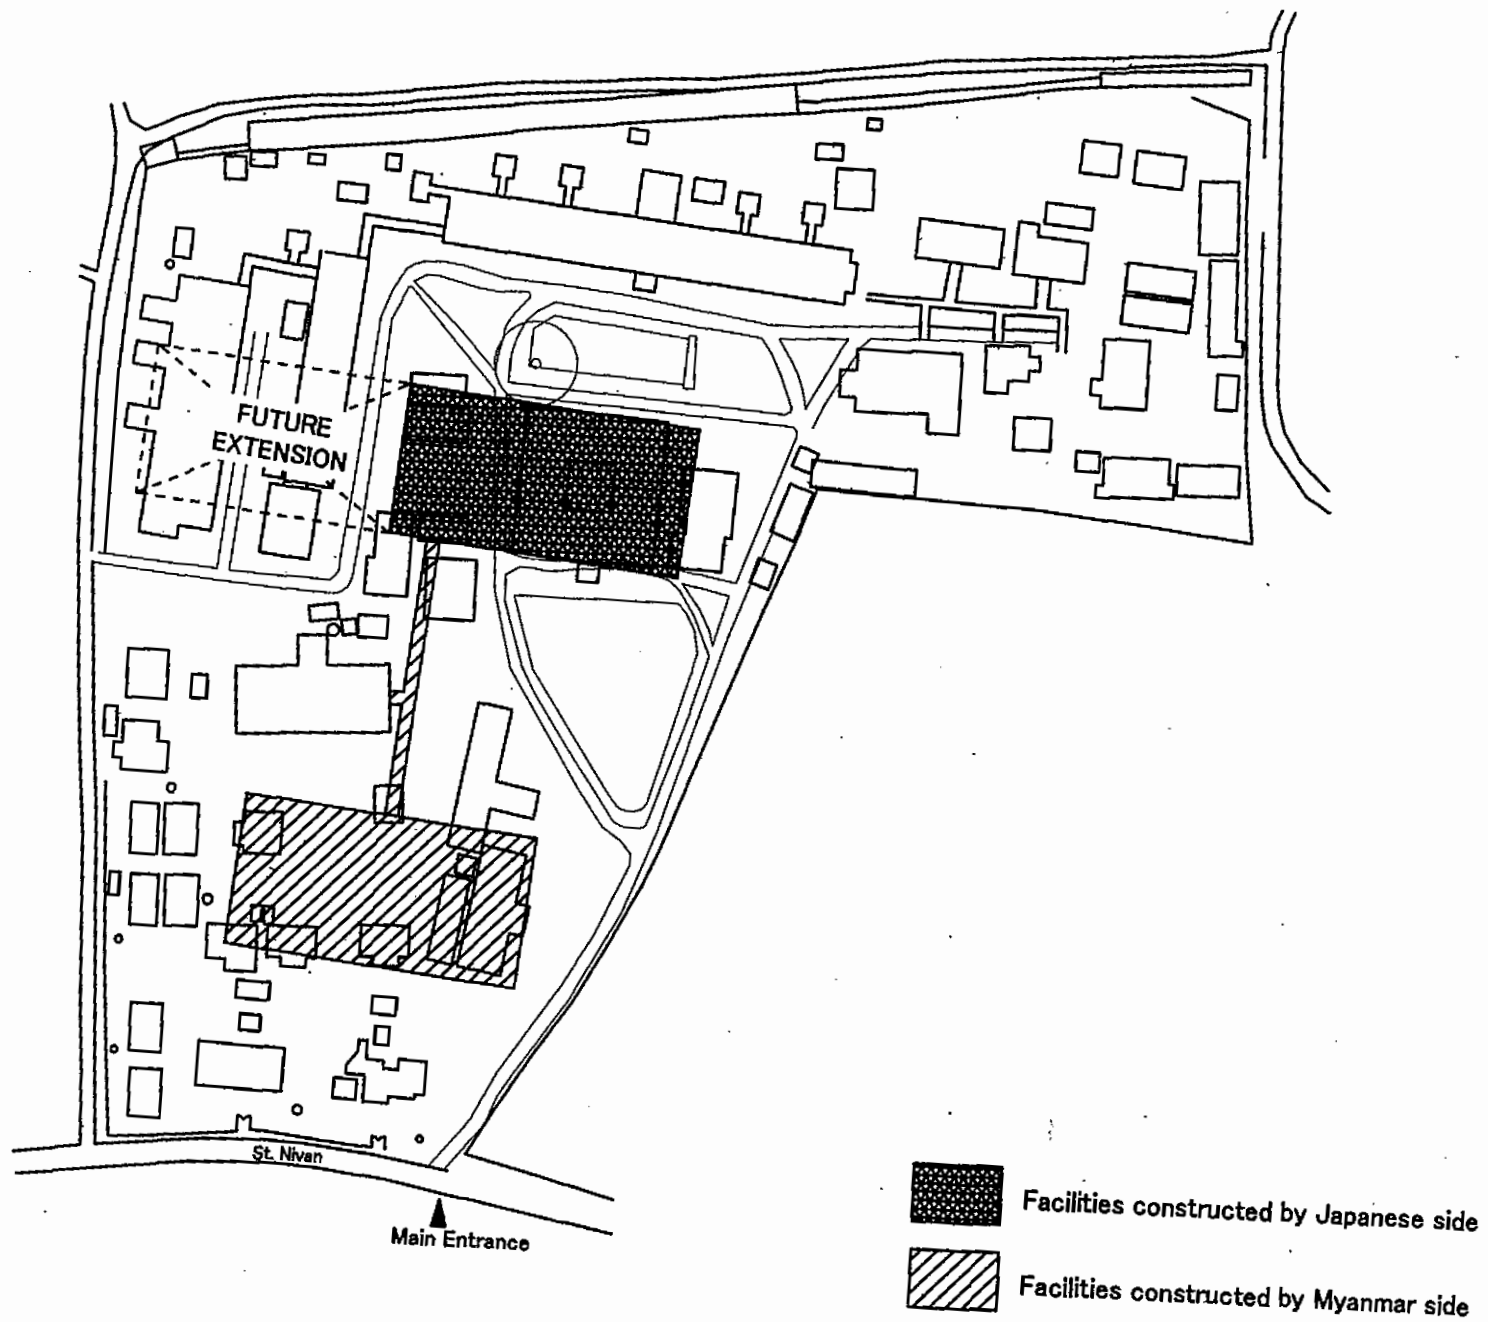 FUTURE
EXTENSION
St. Nivan
Main Entrance
Facilities constructed by Japanese side
Facilities constructed by Myanmar side